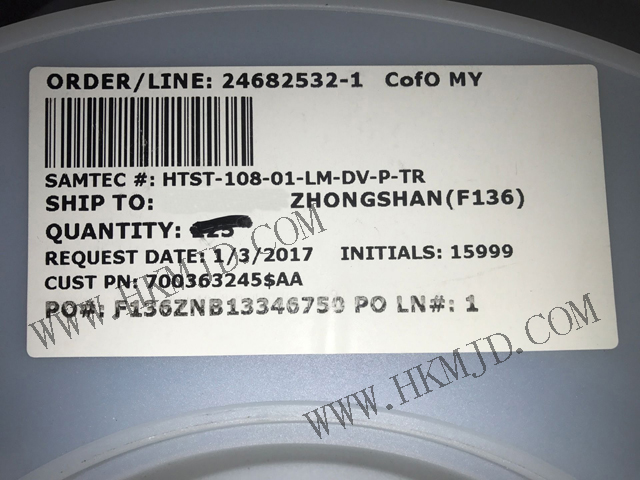 ORDER/LINE: 24682532-1 CofO MY
SAMTEC #: HTST-108-01-LM-DV-P-TR
SHIP TO: ZHONGSHAN(F136)
QUANTITY:
REQUEST DATE: 1/3/2017 INITIALS: 15999
CUST PN: 700363245$AA
PO#: F136ZNB13346750 PO LN#: 1
WWW.HKMJD.COM
WWW.HKMJD.COM